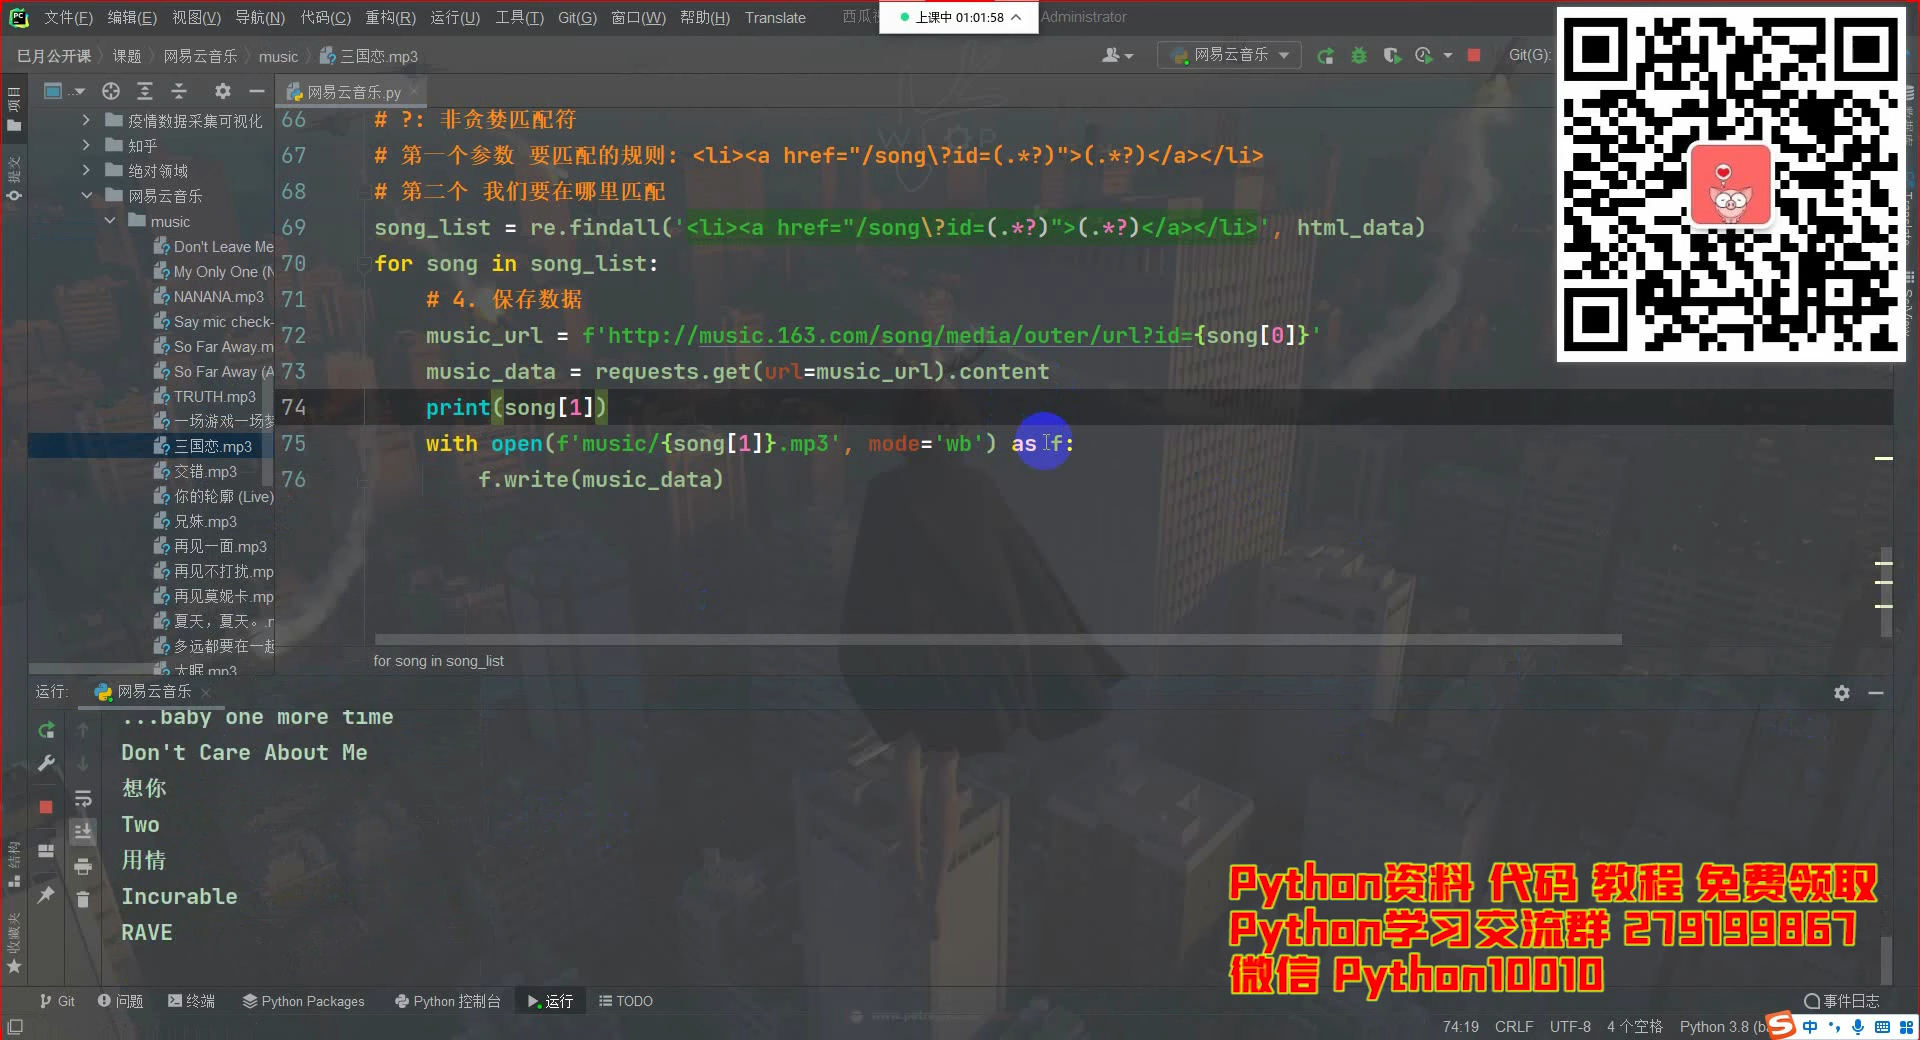 文件(F) 编辑(E) 视图(V) 导航(N) 代码(C) 重构(R) 运行(U) 工具(T) Git(G) 窗口(W) 帮助(H) Translate
上课中 01:01:58
Administrator
巳月公开课 课题 网易云音乐 music 三国恋.mp3
网易云音乐
Git(G):
项目
提交
网易云音乐.py
疫情数据采集可视化
知乎
绝对领域
网易云音乐
music
Don't Leave Me
My Only One (N
NANANA.mp3
Say mic check-
So Far Away.m
So Far Away (A
TRUTH.mp3
一场游戏一场梦
三国恋.mp3
交错.mp3
你的轮廓 (Live)
兄妹.mp3
再见一面.mp3
再见不打扰.mp
再见莫妮卡.mp
夏天，夏天。.r
多远都要在一起
大眠.mp3
66 # ?: 非贪婪匹配符
67 # 第一个参数 要匹配的规则: <li><a href="/song\?id=(.*?)">(.*?)</a></li>
68 # 第二个 我们要在哪里匹配
69 song_list = re.findall('<li><a href="/song\?id=(.*?)">(.*?)</a></li>', html_data)
70 for song in song_list:
71 # 4. 保存数据
72 music_url = f'http://music.163.com/song/media/outer/url?id={song[0]}'
73 music_data = requests.get(url=music_url).content
74 print(song[1])
75 with open(f'music/{song[1]}.mp3', mode='wb') as f:
76 f.write(music_data)
for song in song_list
运行: 网易云音乐
...baby one more time
Don't Care About Me
想你
Two
用情
Incurable
RAVE
结构
收藏夹
Python资料 代码 教程 免费领取
Python学习交流群 279199867
微信 Python10010
Git 问题 终端 Python Packages Python 控制台 运行 TODO
事件日志
74:19 CRLF UTF-8 4 个空格 Python 3.8 (ba
中